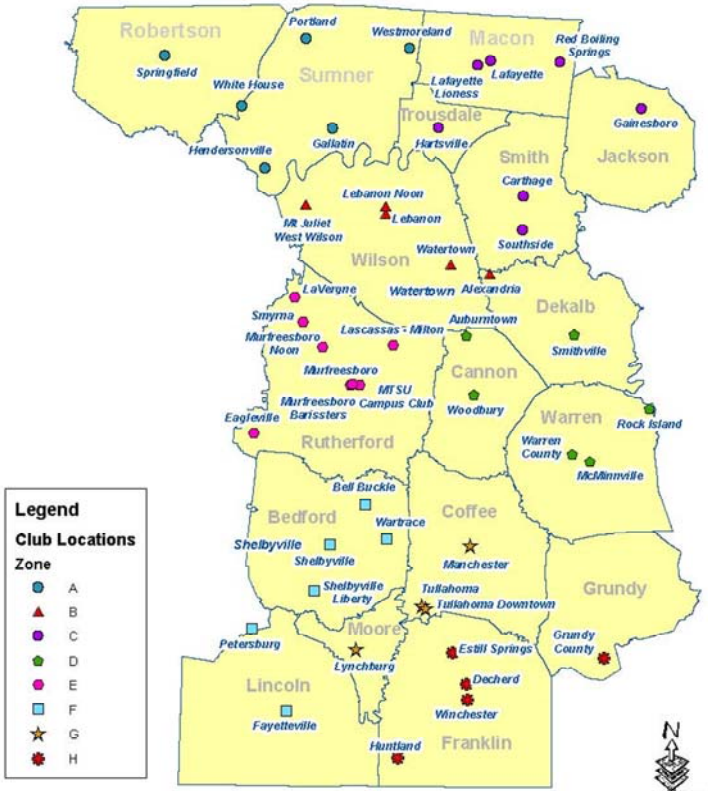 Robertson
Springfield
Portland
Westmoreland
White House
Sumner
Hendersonville
Gallatin
Macon
Red Boiling
Springs
Lafayette
Lioness
Lafayette
Trousdale
Hartsville
Gainesboro
Jackson
Smith
Carthage
Southside
Lebanon Noon
Lebanon
Mt Juliet
West Wilson
Wilson
Watertown
Watertown
Alexandria
LaVergne
Smyrna
Murfreesboro
Noon
Lascassas - Milton
Auburntown
Dekalb
Smithville
Murfreesboro
Murfreesboro
Barissters
MTSU
Campus Club
Cannon
Woodbury
Eagleville
Rutherford
Warren
Rock Island
Warren
County
McMinnville
Bell Buckle
Bedford
Wartrace
Shelbyville
Shelbyville
Shelbyville
Liberty
Coffee
Manchester
Tullahoma
Tullahoma Downtown
Grundy
Grundy
County
Moore
Lynchburg
Petersburg
Lincoln
Fayetteville
Estill Springs
Decherd
Winchester
Huntland
Franklin
Legend
Club Locations
Zone
A
B
C
D
E
F
G
H
N